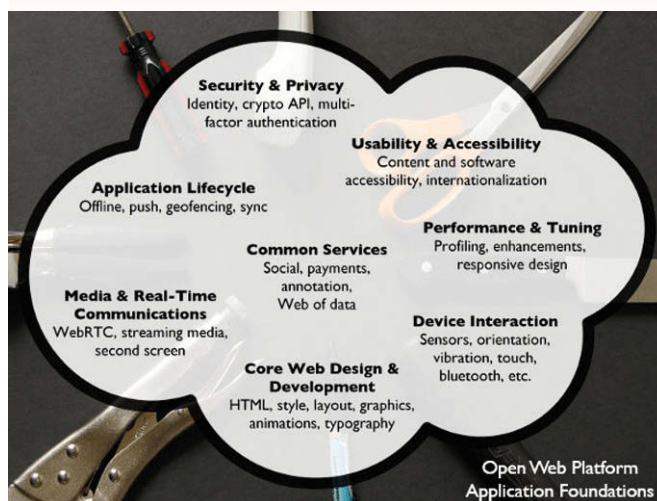 Security & Privacy
Identity, crypto API, multi-
factor authentication
Usability & Accessibility
Content and software
accessibility, internationalization
Application Lifecycle
Offline, push, geofencing, sync
Performance & Tuning
Profiling, enhancements,
responsive design
Common Services
Social, payments,
annotation,
Web of data
Media & Real-Time
Communications
WebRTC, streaming media,
second screen
Device Interaction
Sensors, orientation,
vibration, touch,
bluetooth, etc.
Core Web Design &
Development
HTML, style, layout, graphics,
animations, typography
Open Web Platform
Application Foundations